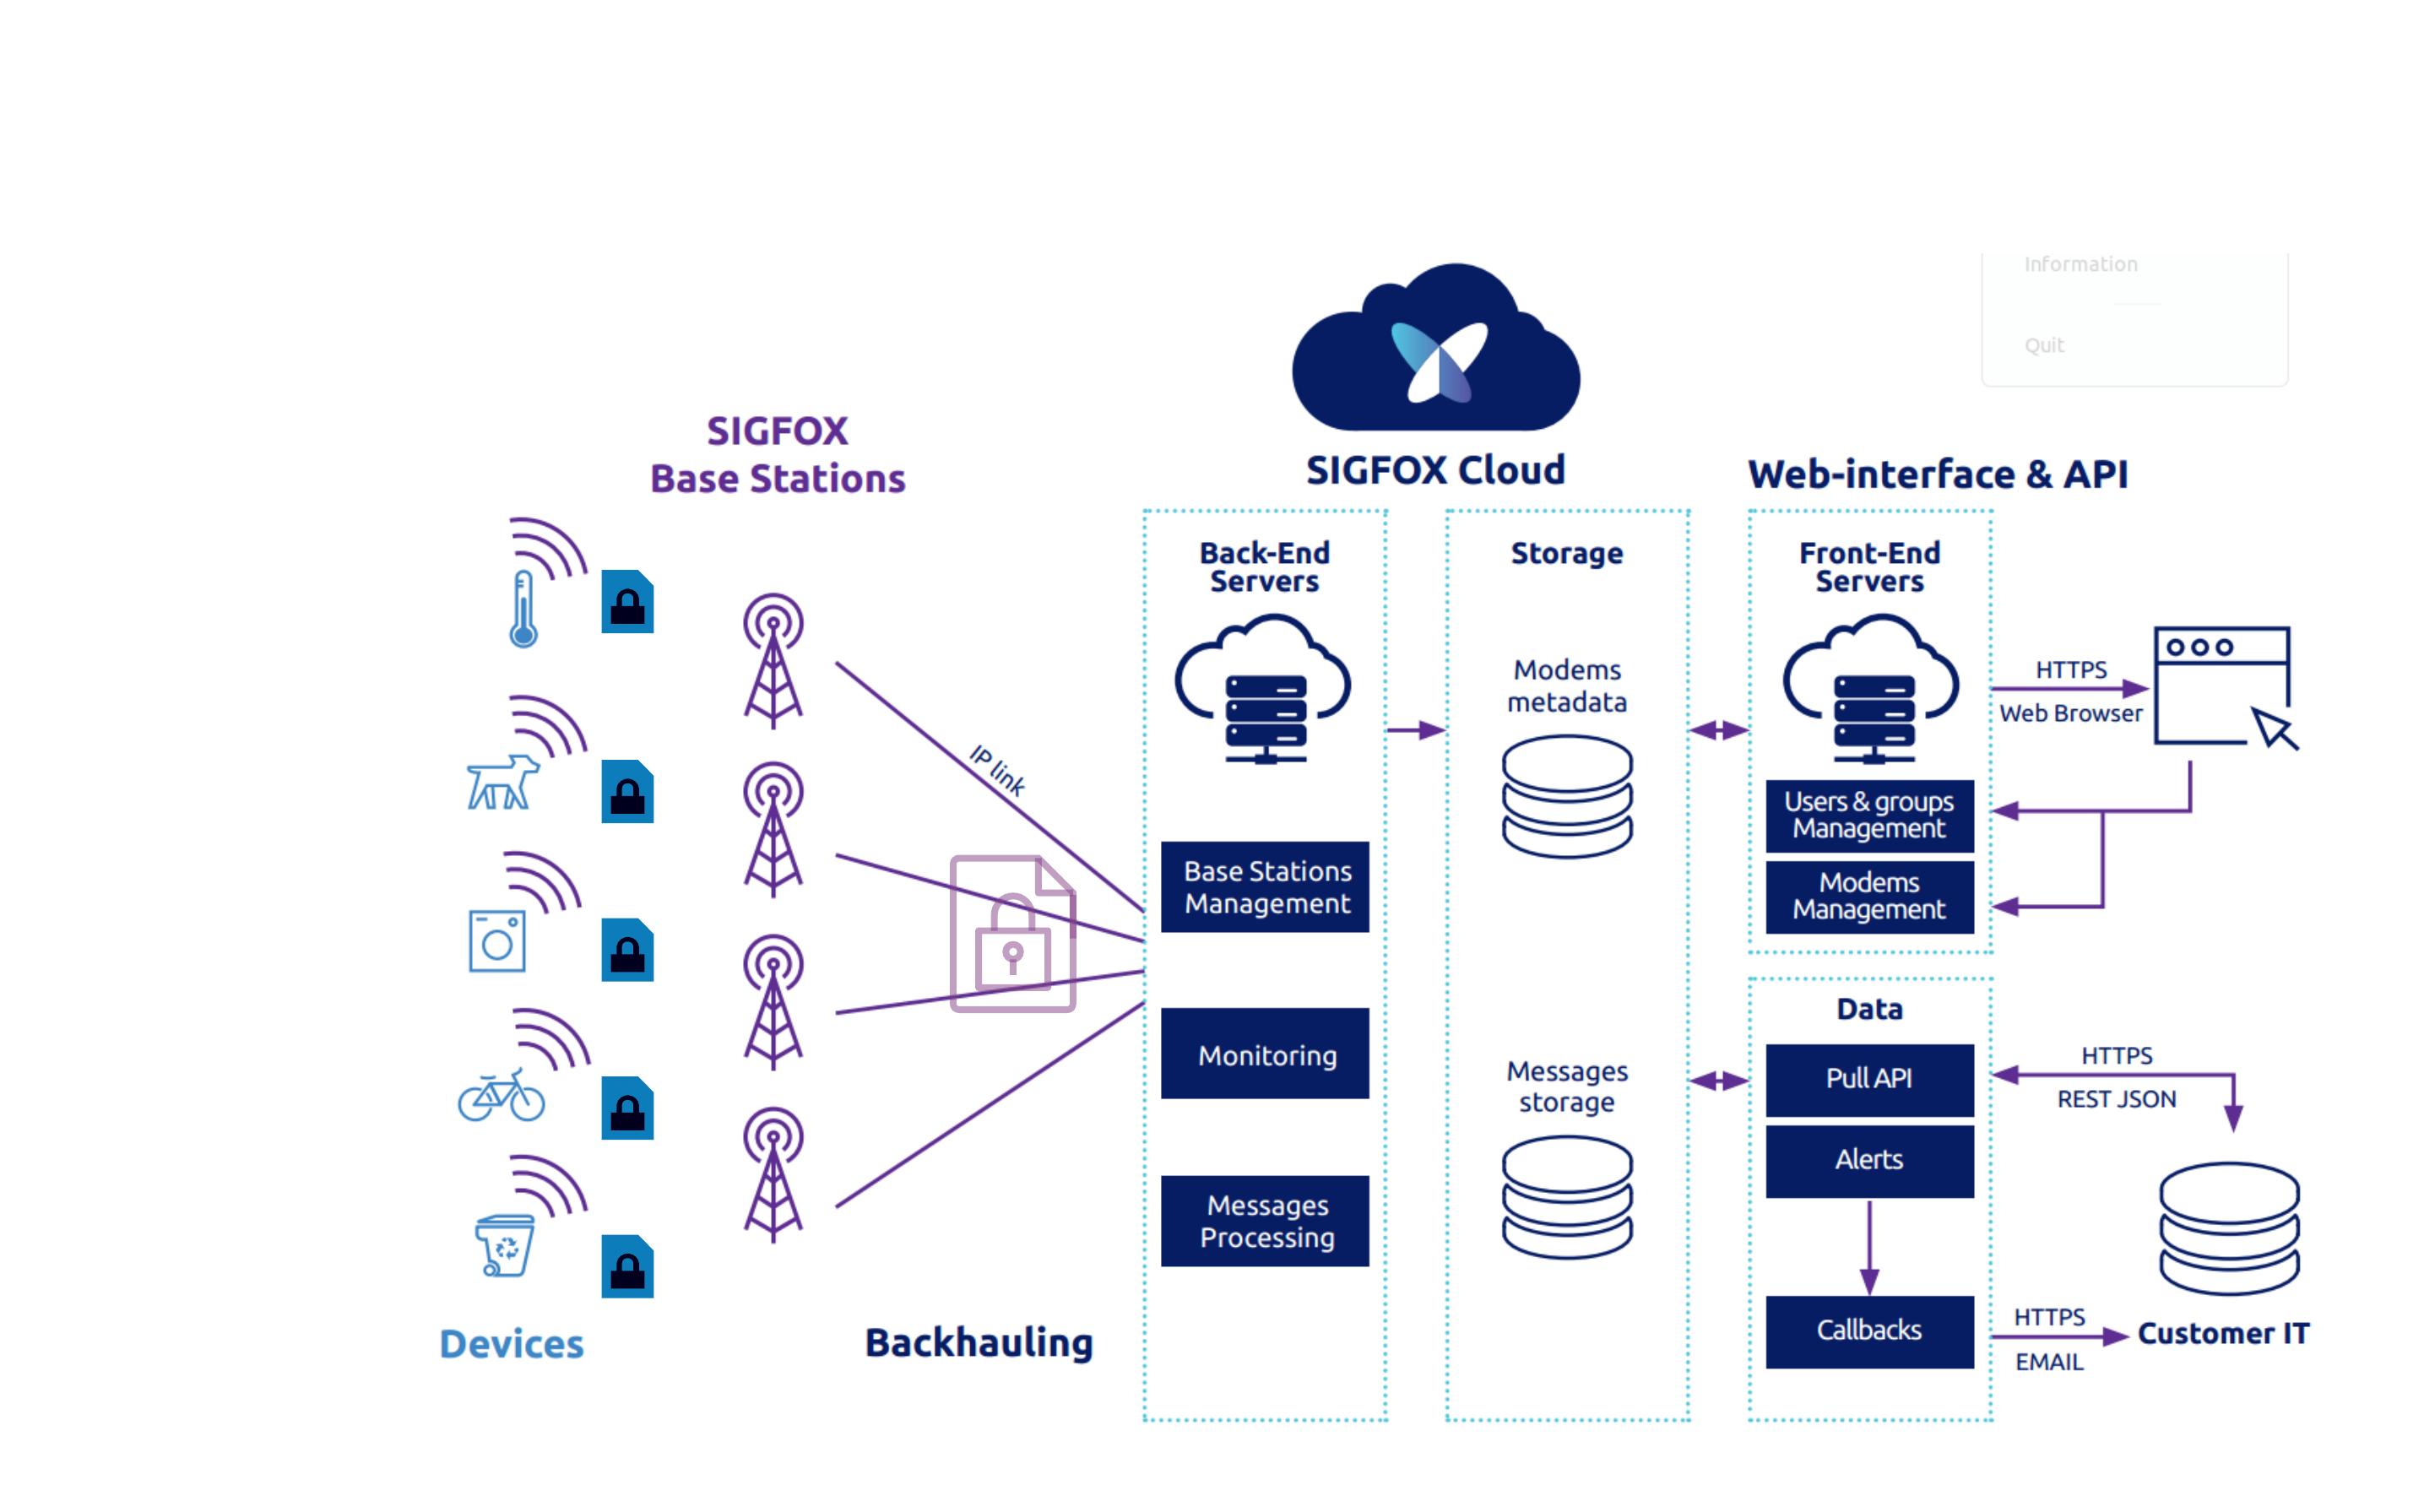 Information
Quit
SIGFOX
Base Stations
SIGFOX Cloud
Web-interface & API
Back-End
Servers
Storage
Front-End
Servers
Modems
metadata
HTTPS
Web Browser
IP link
Users & groups
Management
Base Stations
Management
Modems
Management
Data
Monitoring
Messages
storage
Pull API
HTTPS
REST JSON
Alerts
Messages
Processing
Devices
Backhauling
Callbacks
HTTPS
EMAIL
Customer IT